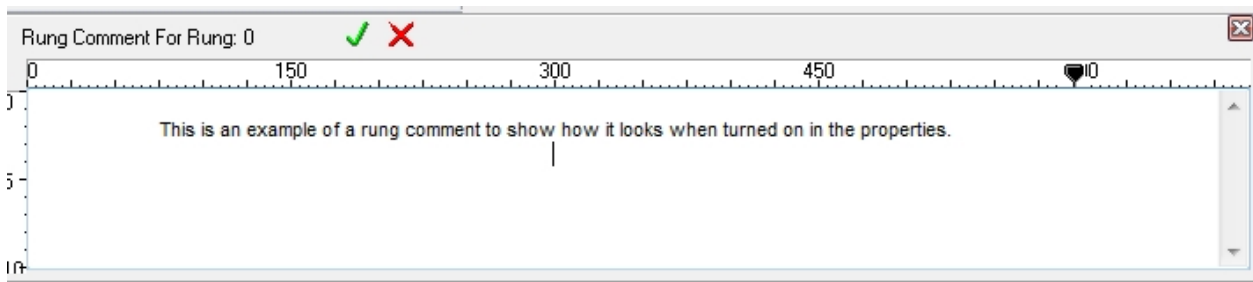 Rung Comment For Rung: 0
0 150 300 450
This is an example of a rung comment to show how it looks when turned on in the properties.